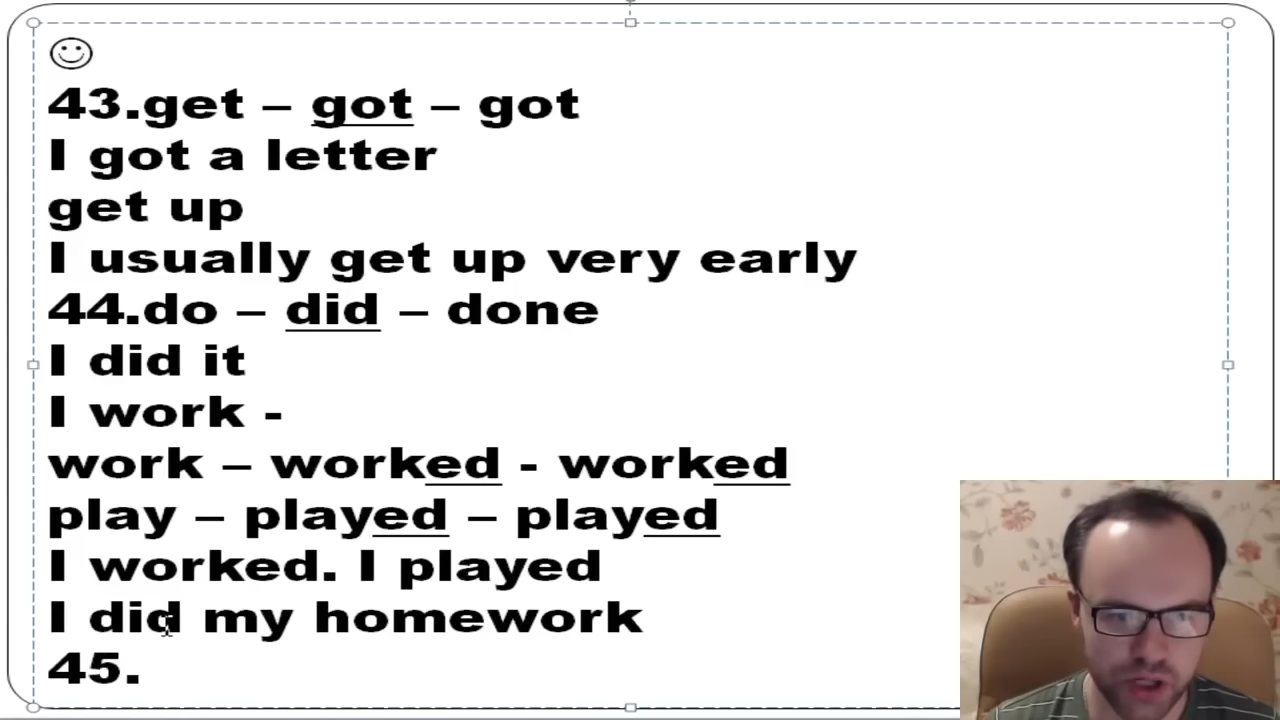 43.get – got – got
I got a letter
get up
I usually get up very early
44.do – did – done
I did it
I work -
work – worked - worked
play – played – played
I worked. I played
I did my homework
45.